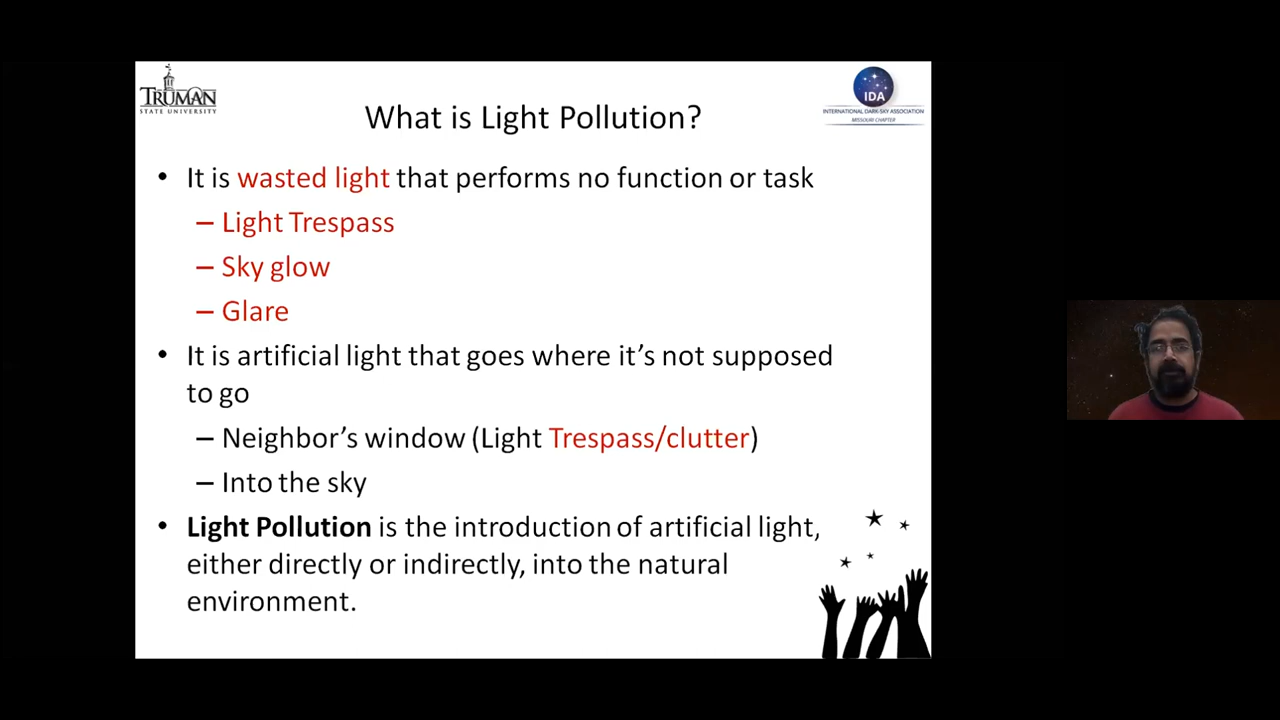 TRUMAN
STATE UNIVERSITY
IDA
INTERNATIONAL DARK-SKY ASSOCIATION
MISSOURI CHAPTER
What is Light Pollution?
• It is wasted light that performs no function or task
– Light Trespass
– Sky glow
– Glare
• It is artificial light that goes where it’s not supposed
to go
– Neighbor’s window (Light Trespass/clutter)
– Into the sky
• Light Pollution is the introduction of artificial light,
either directly or indirectly, into the natural
environment.